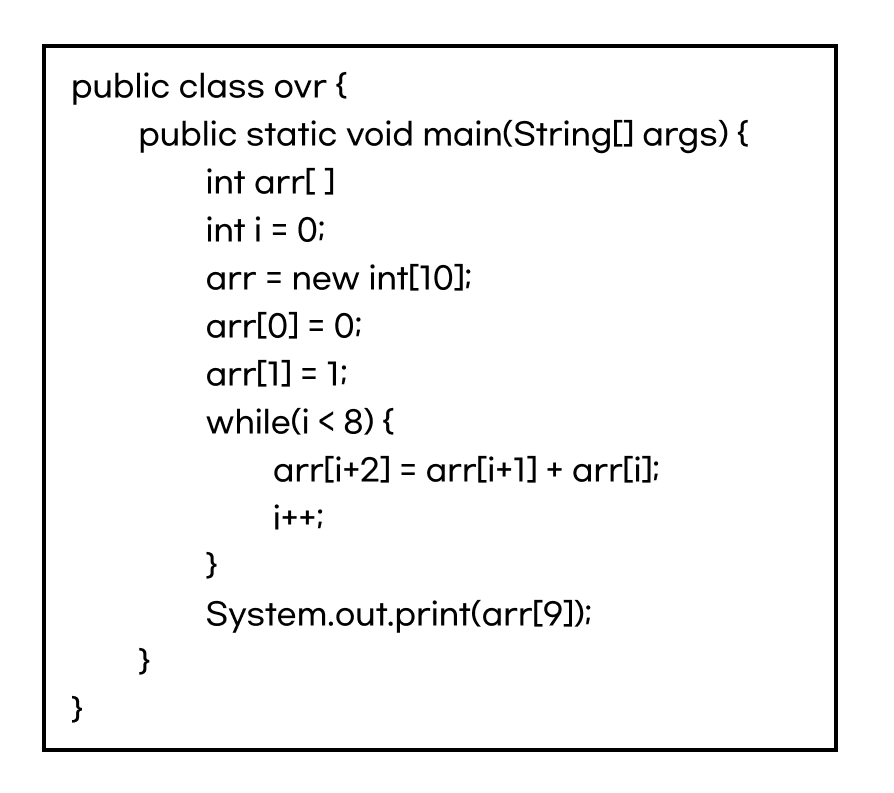 public class ovr {
public static void main(String[] args) {
int arr[ ]
int i = 0;
arr = new int[10];
arr[0] = 0;
arr[1] = 1;
while(i < 8) {
arr[i+2] = arr[i+1] + arr[i];
i++;
}
System.out.print(arr[9]);
}
}